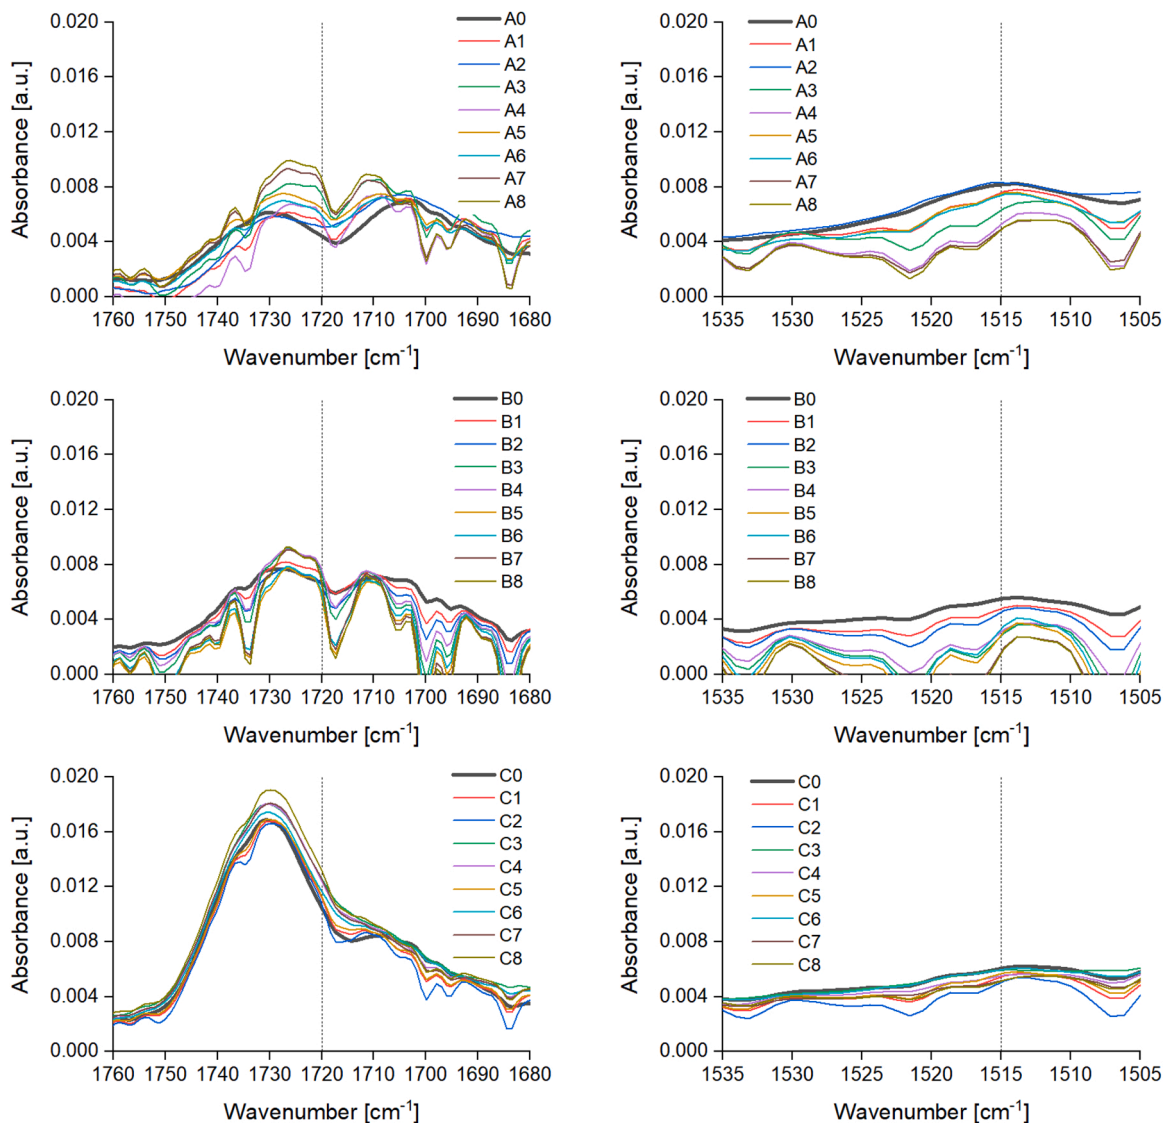 0.020
0.016
0.012
0.008
0.004
0.000
Absorbance [a.u.]
1760 1750 1740 1730 1720 1710 1700 1690 1680
Wavenumber [cm⁻¹]
A0
A1
A2
A3
A4
A5
A6
A7
A8
0.020
0.016
0.012
0.008
0.004
0.000
Absorbance [a.u.]
1535 1530 1525 1520 1515 1510 1505
Wavenumber [cm⁻¹]
A0
A1
A2
A3
A4
A5
A6
A7
A8
0.020
0.016
0.012
0.008
0.004
0.000
Absorbance [a.u.]
1760 1750 1740 1730 1720 1710 1700 1690 1680
Wavenumber [cm⁻¹]
B0
B1
B2
B3
B4
B5
B6
B7
B8
0.020
0.016
0.012
0.008
0.004
0.000
Absorbance [a.u.]
1535 1530 1525 1520 1515 1510 1505
Wavenumber [cm⁻¹]
B0
B1
B2
B3
B4
B5
B6
B7
B8
0.020
0.016
0.012
0.008
0.004
0.000
Absorbance [a.u.]
1760 1750 1740 1730 1720 1710 1700 1690 1680
Wavenumber [cm⁻¹]
C0
C1
C2
C3
C4
C5
C6
C7
C8
0.020
0.016
0.012
0.008
0.004
0.000
Absorbance [a.u.]
1535 1530 1525 1520 1515 1510 1505
Wavenumber [cm⁻¹]
C0
C1
C2
C3
C4
C5
C6
C7
C8